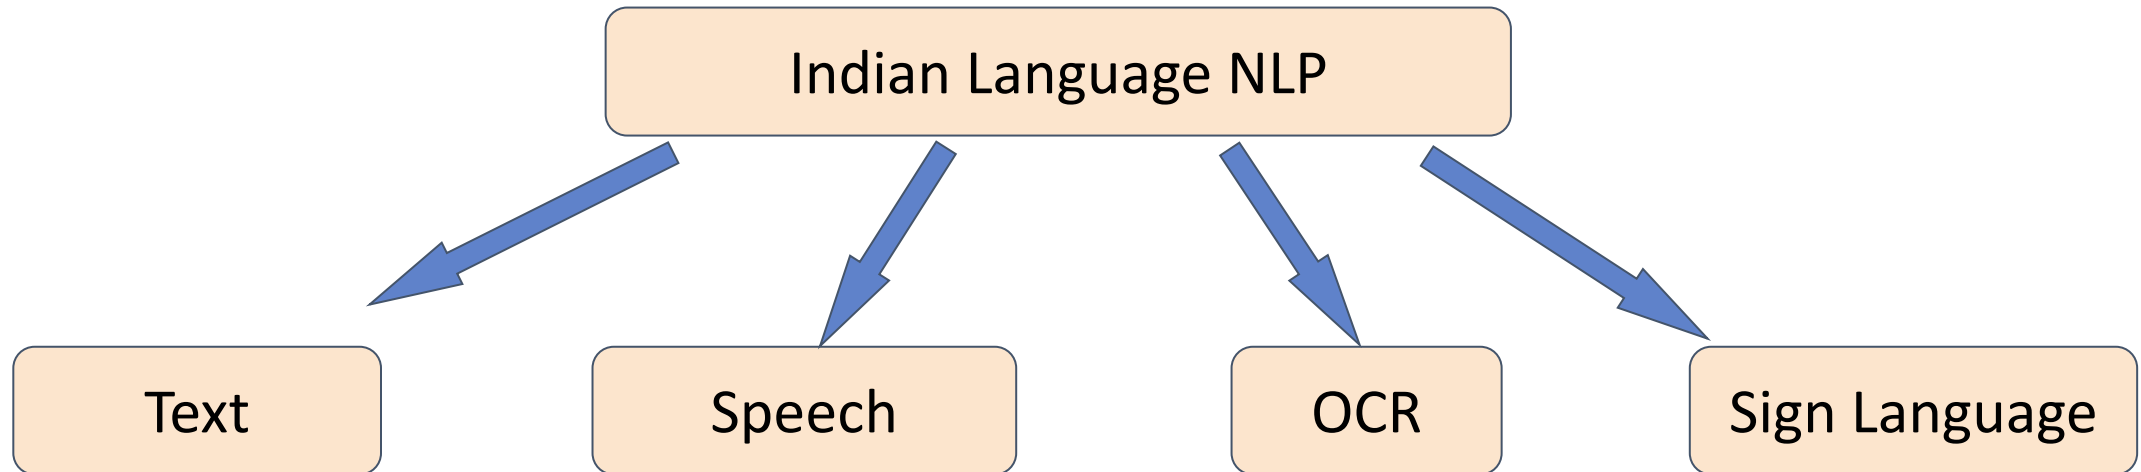 Indian Language NLP
Text
Speech
OCR
Sign Language